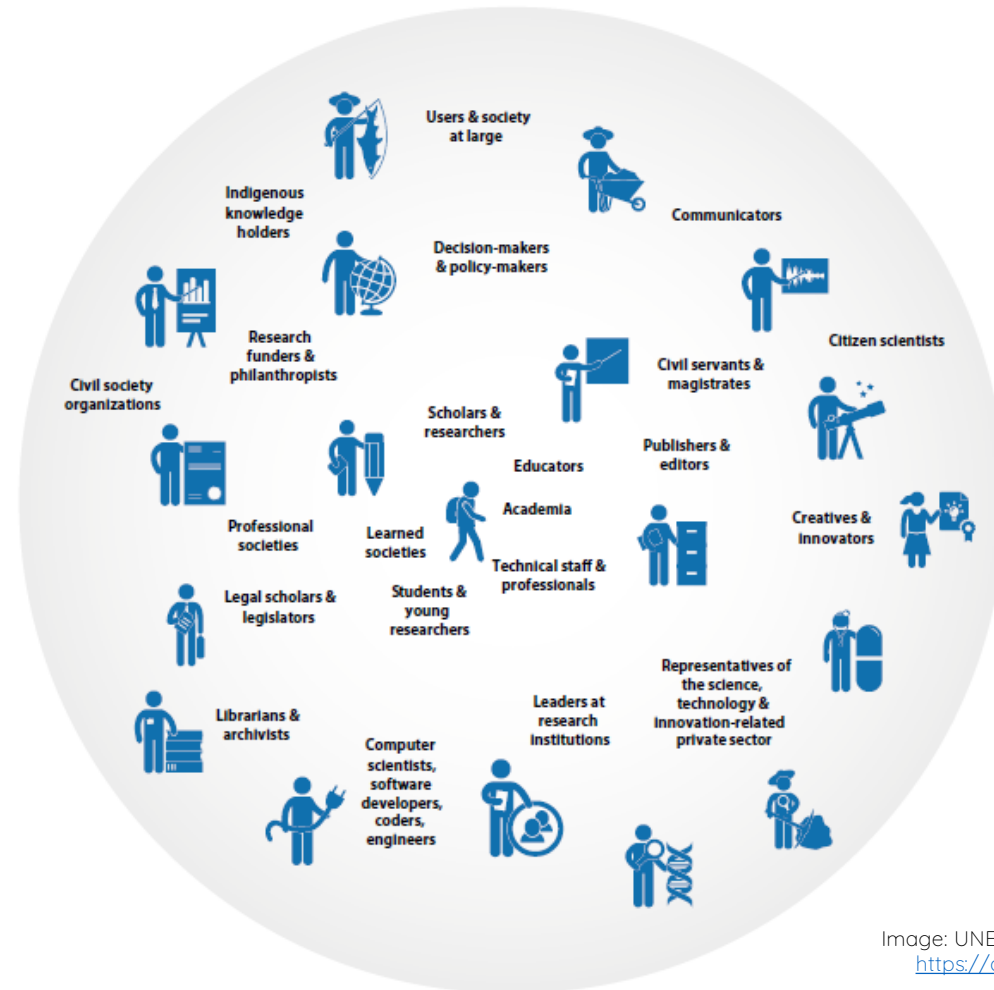 Users & society
at large
Indigenous
knowledge
holders
Communicators
Decision-makers
& policy-makers
Research
funders &
philanthropists
Citizen scientists
Civil servants &
magistrates
Civil society
organizations
Scholars &
researchers
Publishers &
editors
Educators
Academia
Creatives &
innovators
Professional
societies
Learned
societies
Technical staff &
professionals
Students &
young
researchers
Legal scholars &
legislators
Representatives of
the science,
technology &
innovation-related
private sector
Leaders at
research
institutions
Librarians &
archivists
Computer
scientists,
software
developers,
coders,
engineers
Image:
https://